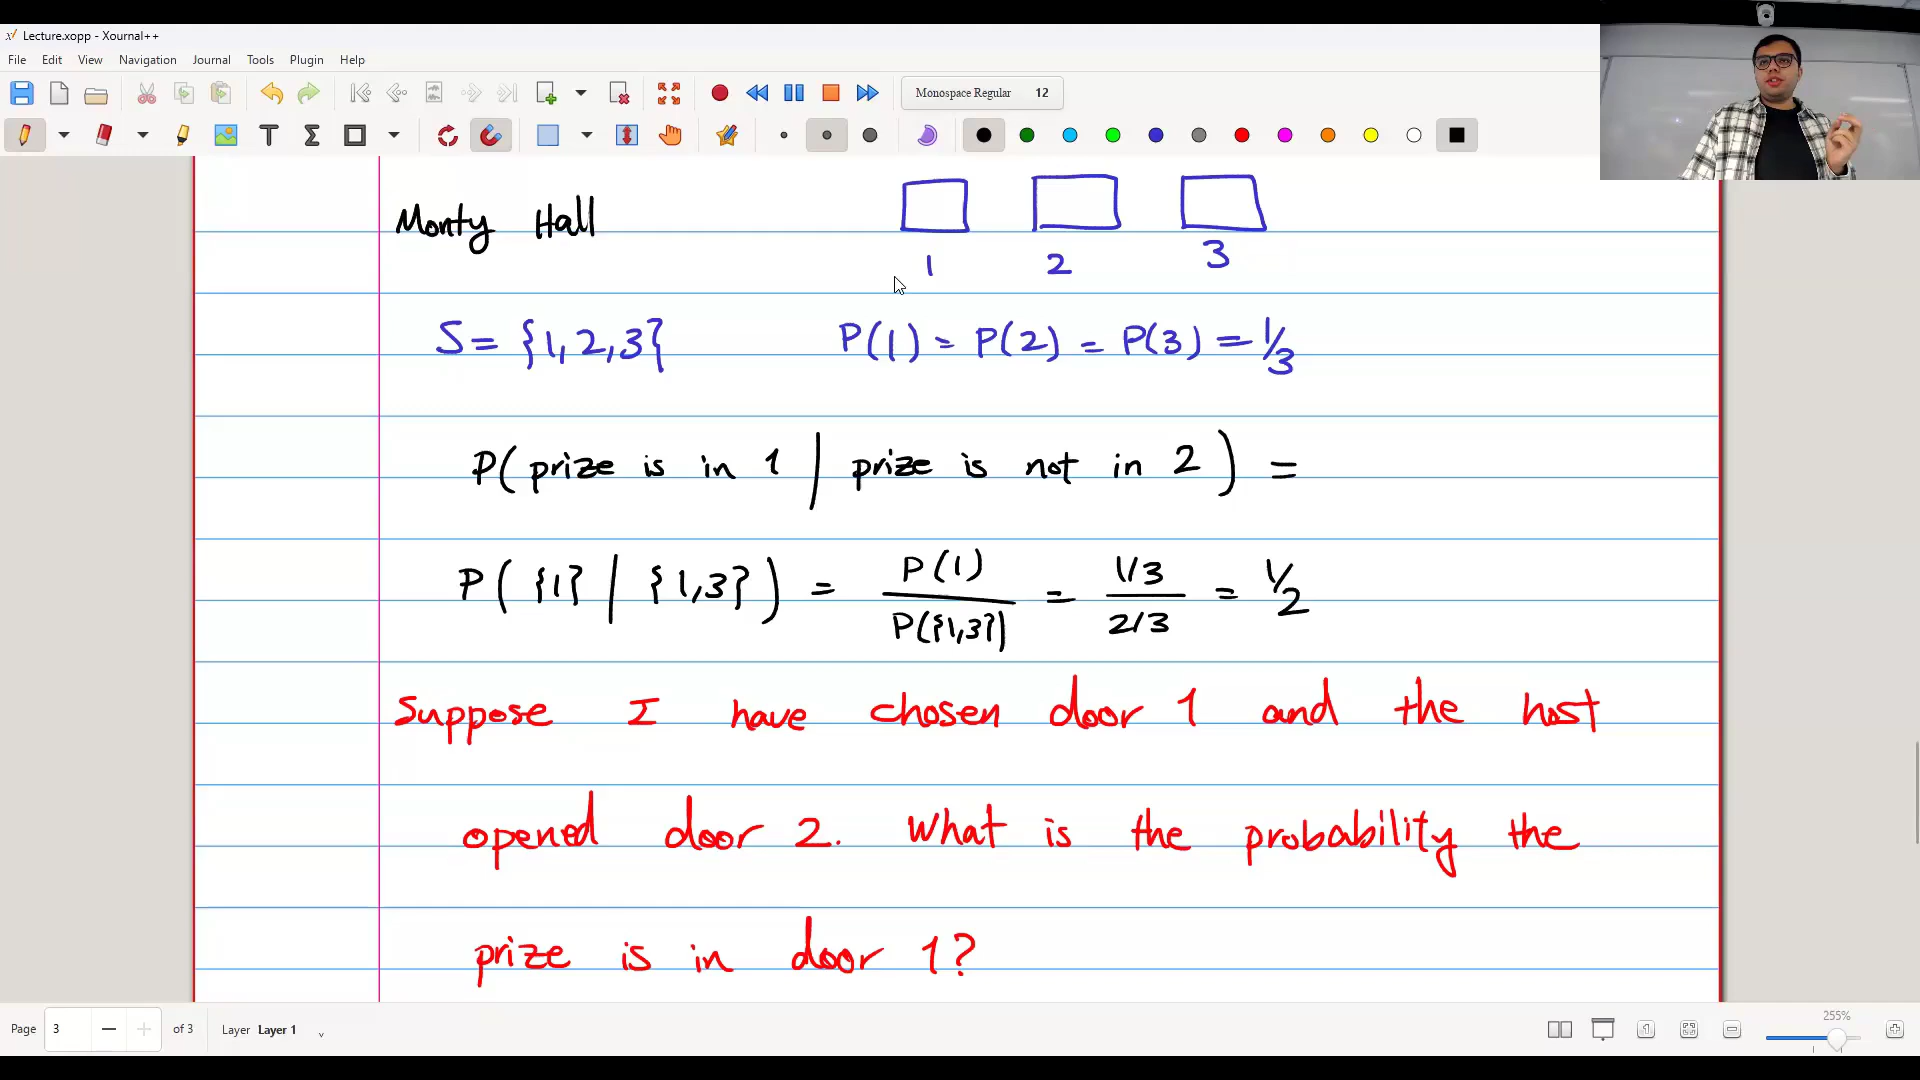 Lecture.xopp - Xournal++
File Edit View Navigation Journal Tools Plugin Help
Monospace Regular 12
Monty Hall
1 2 3
S = {1,2,3} P(1) = P(2) = P(3) = 1/3
P( prize is in 1 | prize is not in 2 ) =
P( {1} | {1,3} ) = P(1) / P({1,3}) = 1/3 / 2/3 = 1/2
Suppose I have chosen door 1 and the host
opened door 2. What is the probability the
prize is in door 1?
Page 3 of 3 Layer Layer 1 255%